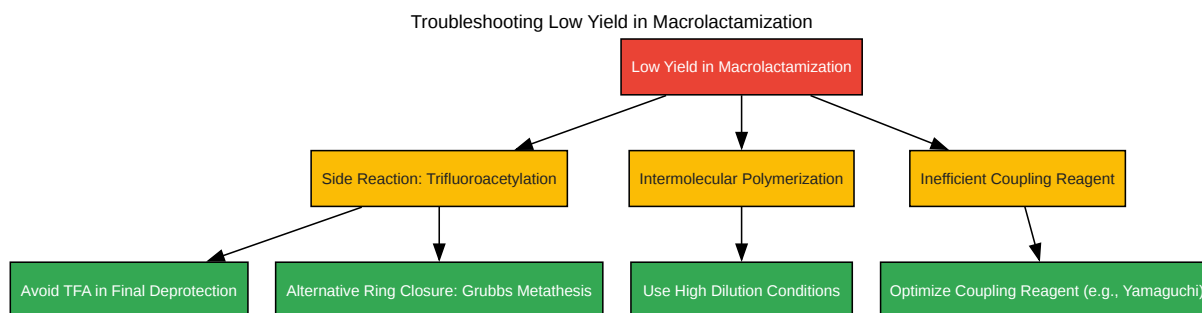 Troubleshooting Low Yield in Macrolactamization
Low Yield in Macrolactamization
Side Reaction: Trifluoroacetylation
Intermolecular Polymerization
Inefficient Coupling Reagent
Avoid TFA in Final Deprotection
Alternative Ring Closure: Grubbs Metathesis
Use High Dilution Conditions
Optimize Coupling Reagent (e.g., Yamaguchi)